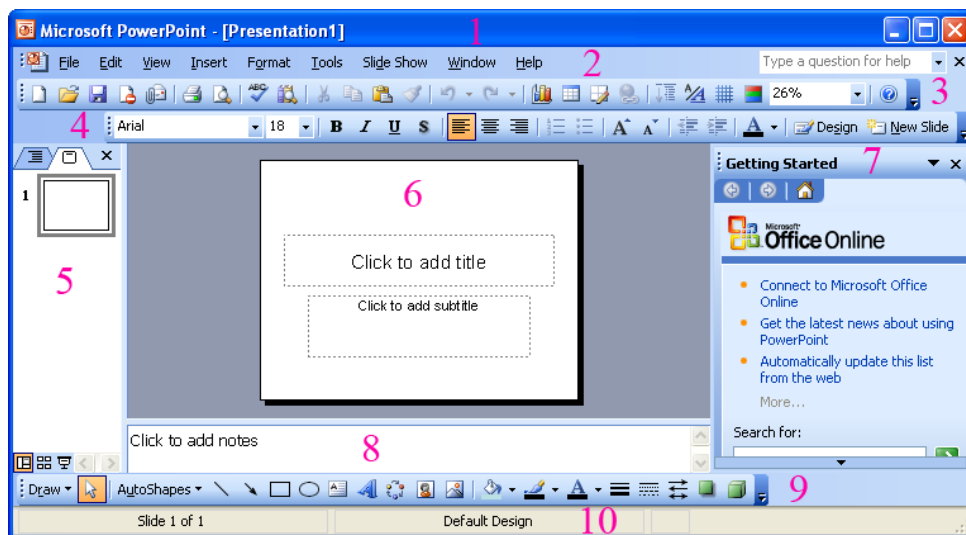 Microsoft PowerPoint - [Presentation1] 1
File Edit View Insert Format Tools Slide Show Window Help 2 Type a question for help
ABC 26% 3
4 Arial 18 B I U S A A A Design New Slide
1
5
6
Click to add title
Click to add subtitle
Getting Started 7
Microsoft
Office Online
Connect to Microsoft Office
Online
Get the latest news about using
PowerPoint
Automatically update this list
from the web
More...
Search for:
Click to add notes 8
Draw AutoShapes A A 9
Slide 1 of 1 Default Design 10